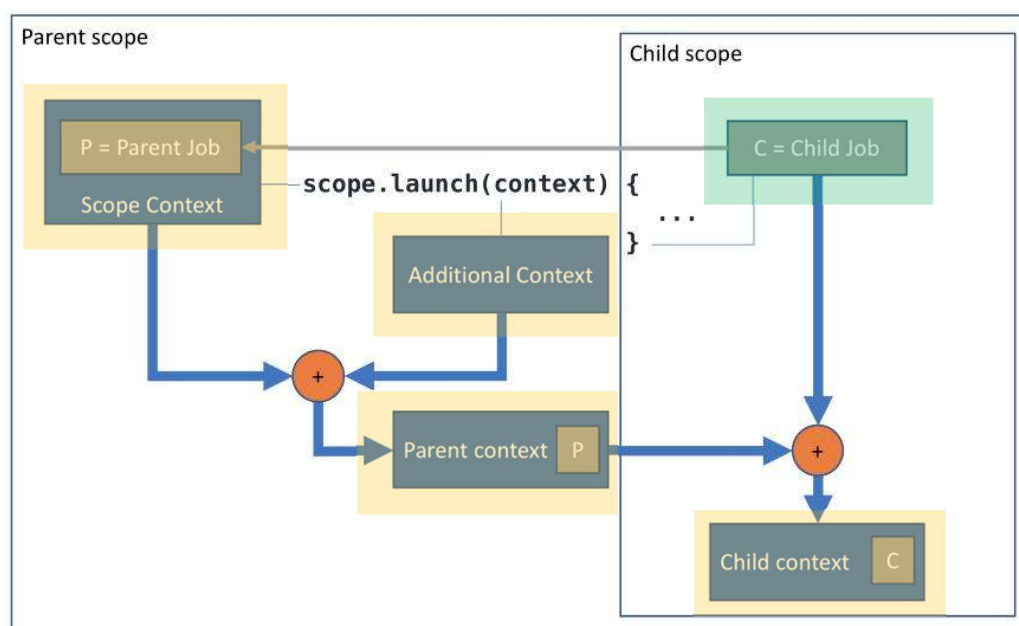 Parent scope
Child scope
P = Parent Job
C = Child Job
scope.launch(context) {
Scope Context
...
}
Additional Context
+
Parent context P
+
Child context C